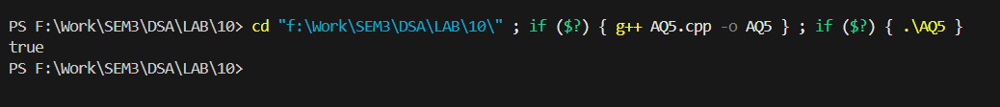 PS F:\Work\SEM3\DSA\LAB\10> cd "f:\Work\SEM3\DSA\LAB\10\" ; if ($?) { g++ AQ5.cpp -o AQ5 } ; if ($?) { .\AQ5 }
true
PS F:\Work\SEM3\DSA\LAB\10>